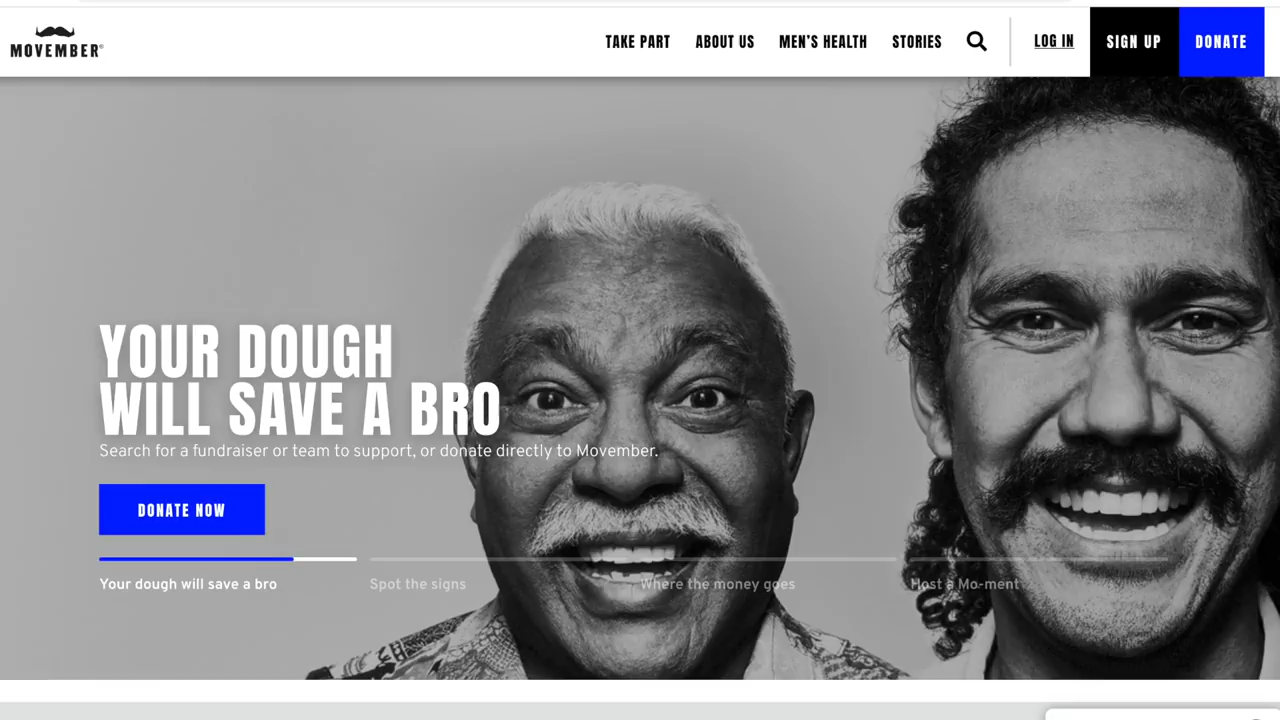 MOVEMBER®
TAKE PART ABOUT US MEN'S HEALTH STORIES LOG IN SIGN UP DONATE
YOUR DOUGH
WILL SAVE A BRO
Search for a fundraiser or team to support, or donate directly to Movember.
DONATE NOW
Your dough will save a bro Spot the signs Where the money goes Host a Mo-ment